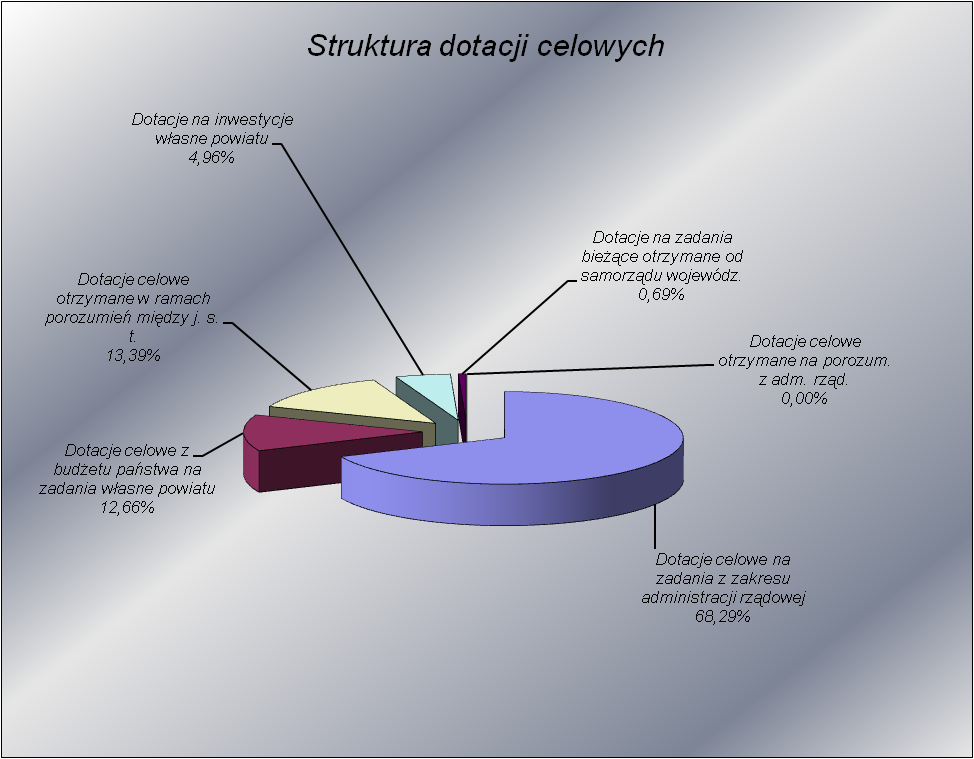 Struktura dotacji celowych
Dotacje na inwestycje
własne powiatu
4,96%
Dotacje na zadania
bieżące otrzymane od
samorządu wojewódz.
0,69%
Dotacje celowe
otrzymane w ramach
porozumień między j. s.
t.
13,39%
Dotacje celowe
otrzymane na porozum.
z adm. rząd.
0,00%
Dotacje celowe z
budżetu państwa na
zadania własne powiatu
12,66%
Dotacje celowe na
zadania z zakresu
administracji rządowej
68,29%